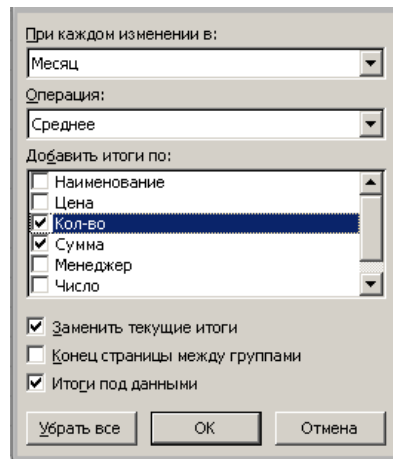 При каждом изменении в:
Месяц
Операция:
Среднее
Добавить итоги по:
Наименование
Цена
Кол-во
Сумма
Менеджер
Число
Заменить текущие итоги
Конец страницы между группами
Итоги под данными
Убрать все ОК Отмена